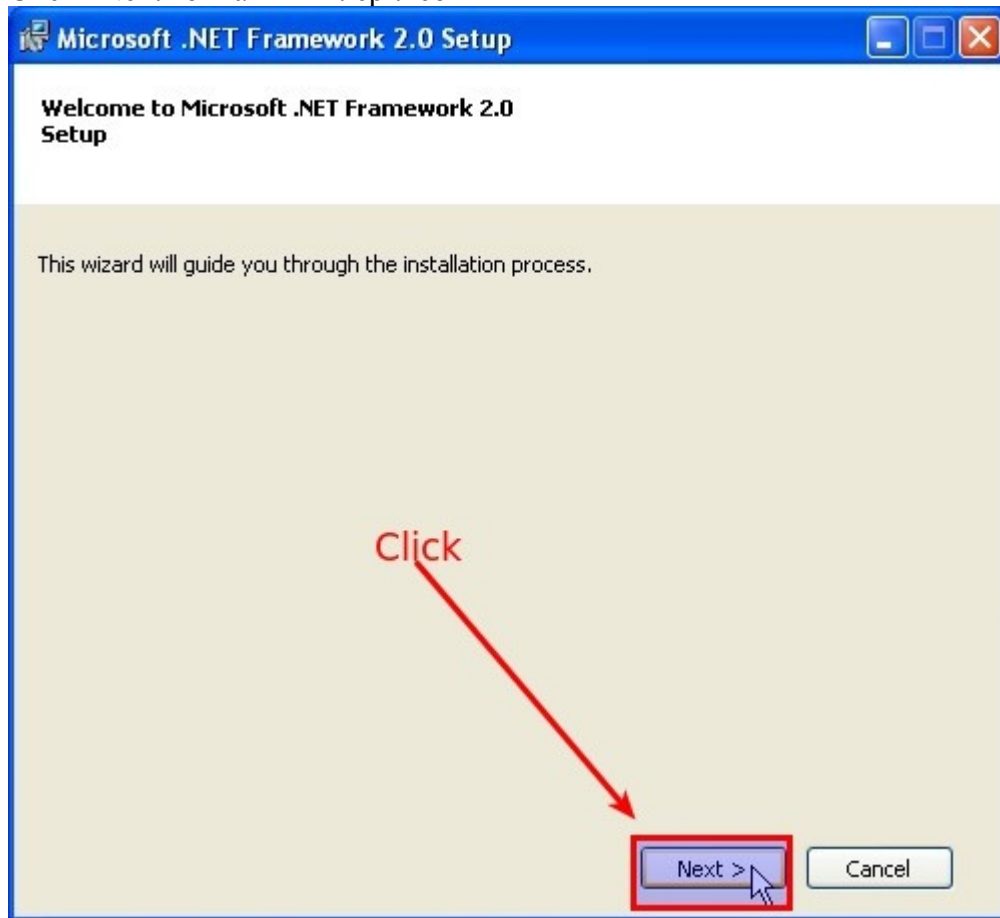 Microsoft .NET Framework 2.0 Setup
Welcome to Microsoft .NET Framework 2.0
Setup
This wizard will guide you through the installation process.
Click
Next >
Cancel